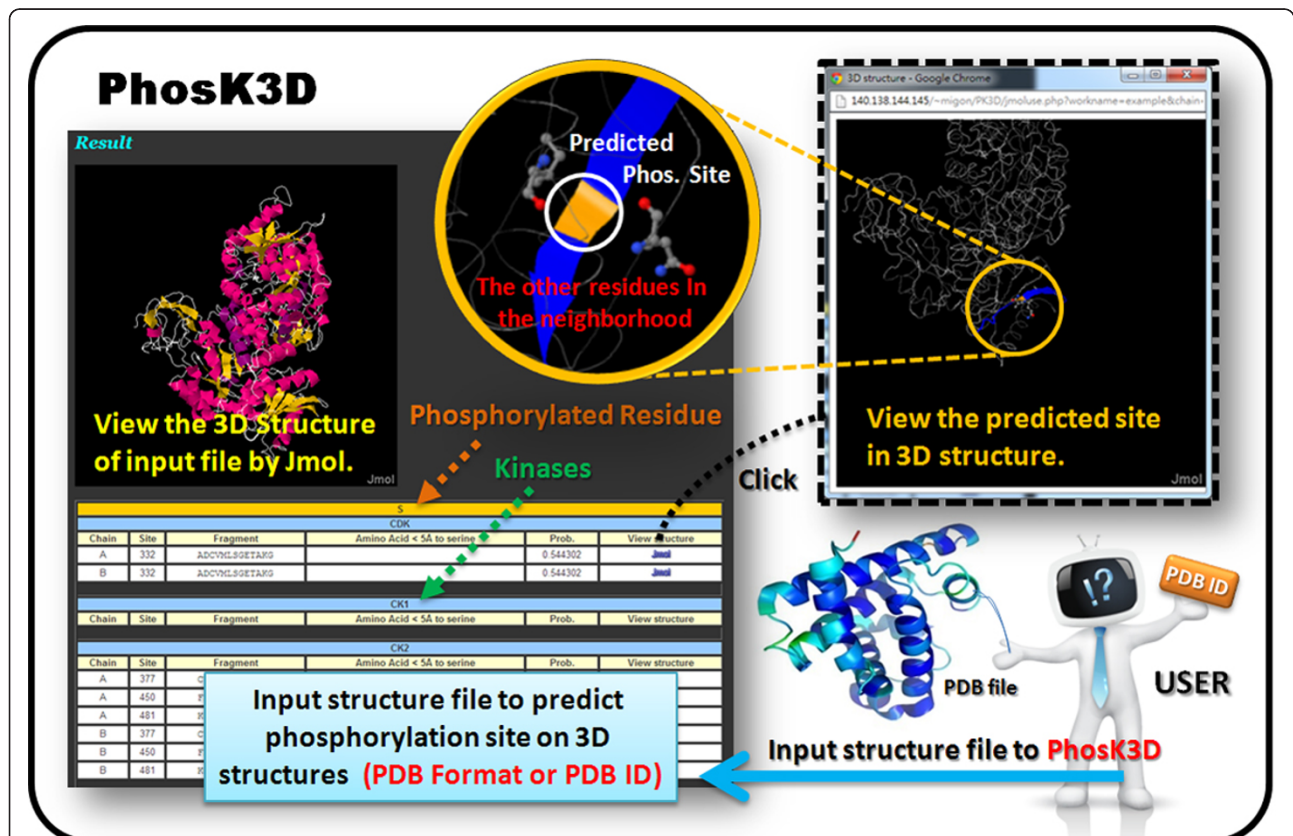 PhosK3D
Result
View the 3D Structure
of input file by Jmol.
Jmol
Predicted
Phos. Site
The other residues In
the neighborhood
3D structure - Google Chrome
140.138.144.145/~migon/PK3D/jmoluse.php?workname=example&chain=
View the predicted site
in 3D structure.
Jmol
Phosphorylated Residue
Kinases
Click
S
CDK
Chain Site Fragment Amino Acid < 5Å to serine Prob. View structure
A 332 ADCVMLSGETAKG 0.544302 Jmol
B 332 ADCVMLSGETAKG 0.544302 Jmol
CK1
Chain Site Fragment Amino Acid < 5Å to serine Prob. View structure
CK2
Chain Site Fragment Amino Acid < 5Å to serine Prob. View structure
A 377
A 450
A 481
B 377
B 450
B 481
Input structure file to predict
phosphorylation site on 3D
structures (PDB Format or PDB ID)
!?
PDB ID
PDB file
USER
Input structure file to PhosK3D